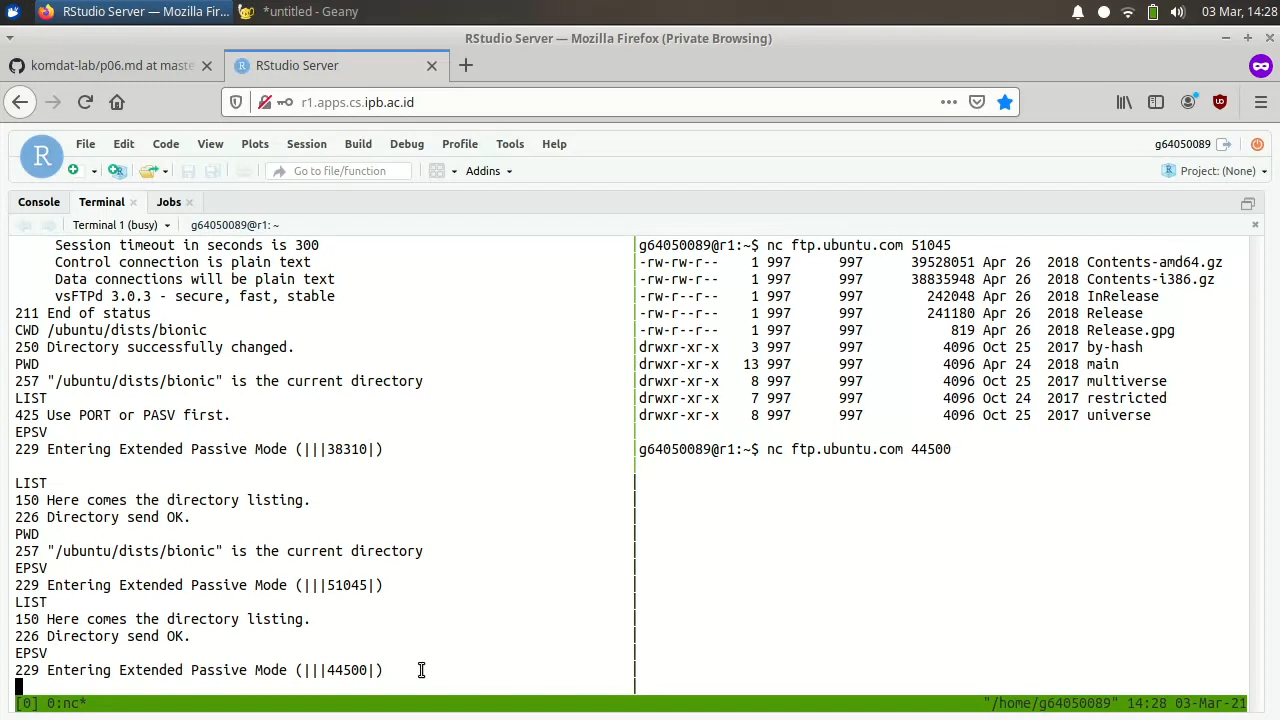 RStudio Server — Mozilla Fir...
*untitled - Geany
03 Mar, 14:28
RStudio Server — Mozilla Firefox (Private Browsing)
komdat-lab/p06.md at maste
RStudio Server
r1.apps.cs.ipb.ac.id
R
File Edit Code View Plots Session Build Debug Profile Tools Help
g64050089
Go to file/function
Addins
Project: (None)
Console Terminal Jobs
Terminal 1 (busy)
g64050089@r1: ~
Session timeout in seconds is 300
Control connection is plain text
Data connections will be plain text
vsFTPd 3.0.3 - secure, fast, stable
211 End of status
CWD /ubuntu/dists/bionic
250 Directory successfully changed.
PWD
257 "/ubuntu/dists/bionic" is the current directory
LIST
425 Use PORT or PASV first.
EPSV
229 Entering Extended Passive Mode (|||38310|)
LIST
150 Here comes the directory listing.
226 Directory send OK.
PWD
257 "/ubuntu/dists/bionic" is the current directory
EPSV
229 Entering Extended Passive Mode (|||51045|)
LIST
150 Here comes the directory listing.
226 Directory send OK.
EPSV
229 Entering Extended Passive Mode (|||44500|)
g64050089@r1:~$ nc ftp.ubuntu.com 51045
-rw-rw-r-- 1 997 997 39528051 Apr 26 2018 Contents-amd64.gz
-rw-rw-r-- 1 997 997 38835948 Apr 26 2018 Contents-i386.gz
-rw-r--r-- 1 997 997 242048 Apr 26 2018 InRelease
-rw-r--r-- 1 997 997 241180 Apr 26 2018 Release
-rw-r--r-- 1 997 997 819 Apr 26 2018 Release.gpg
drwxr-xr-x 3 997 997 4096 Oct 25 2017 by-hash
drwxr-xr-x 13 997 997 4096 Apr 24 2018 main
drwxr-xr-x 8 997 997 4096 Oct 25 2017 multiverse
drwxr-xr-x 7 997 997 4096 Oct 24 2017 restricted
drwxr-xr-x 8 997 997 4096 Oct 25 2017 universe
g64050089@r1:~$ nc ftp.ubuntu.com 44500
[0] 0:nc*
"/home/g64050089" 14:28 03-Mar-21